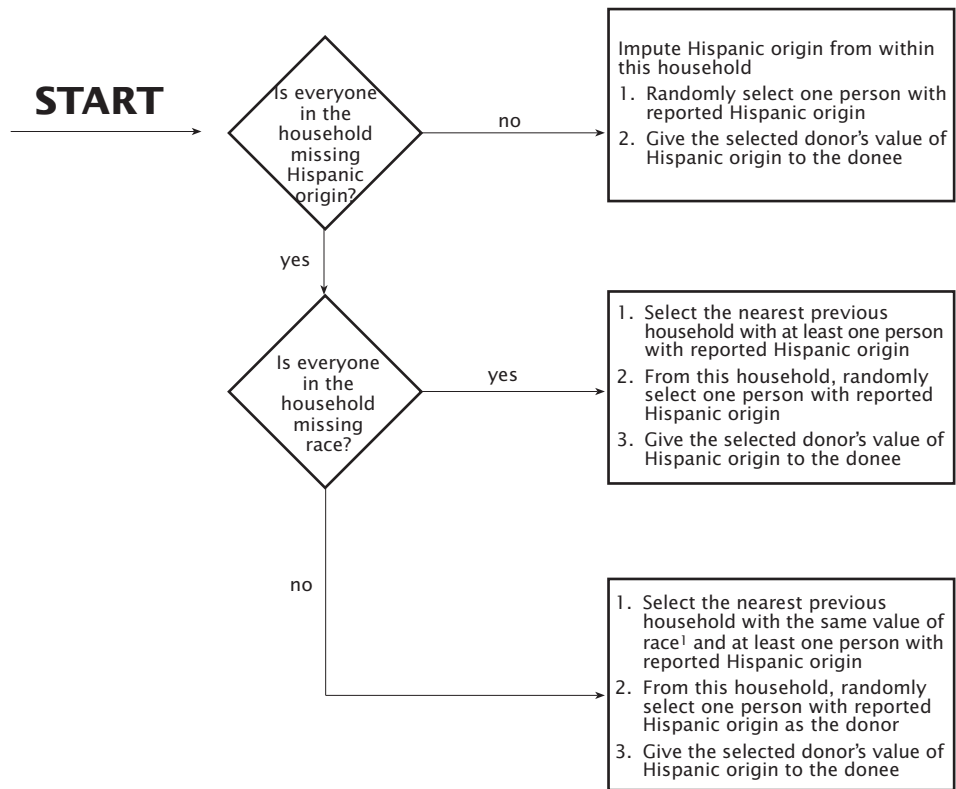 START
Is everyone
in the
household
missing
Hispanic
origin?
no
Impute Hispanic origin from within
this household
1. Randomly select one person with
reported Hispanic origin
2. Give the selected donor’s value of
Hispanic origin to the donee
yes
Is everyone
in the
household
missing
race?
yes
1. Select the nearest previous
household with at least one person
with reported Hispanic origin
2. From this household, randomly
select one person with reported
Hispanic origin
3. Give the selected donor’s value of
Hispanic origin to the donee
no
1. Select the nearest previous
household with the same value of
race¹ and at least one person with
reported Hispanic origin
2. From this household, randomly
select one person with reported
Hispanic origin as the donor
3. Give the selected donor’s value of
Hispanic origin to the donee